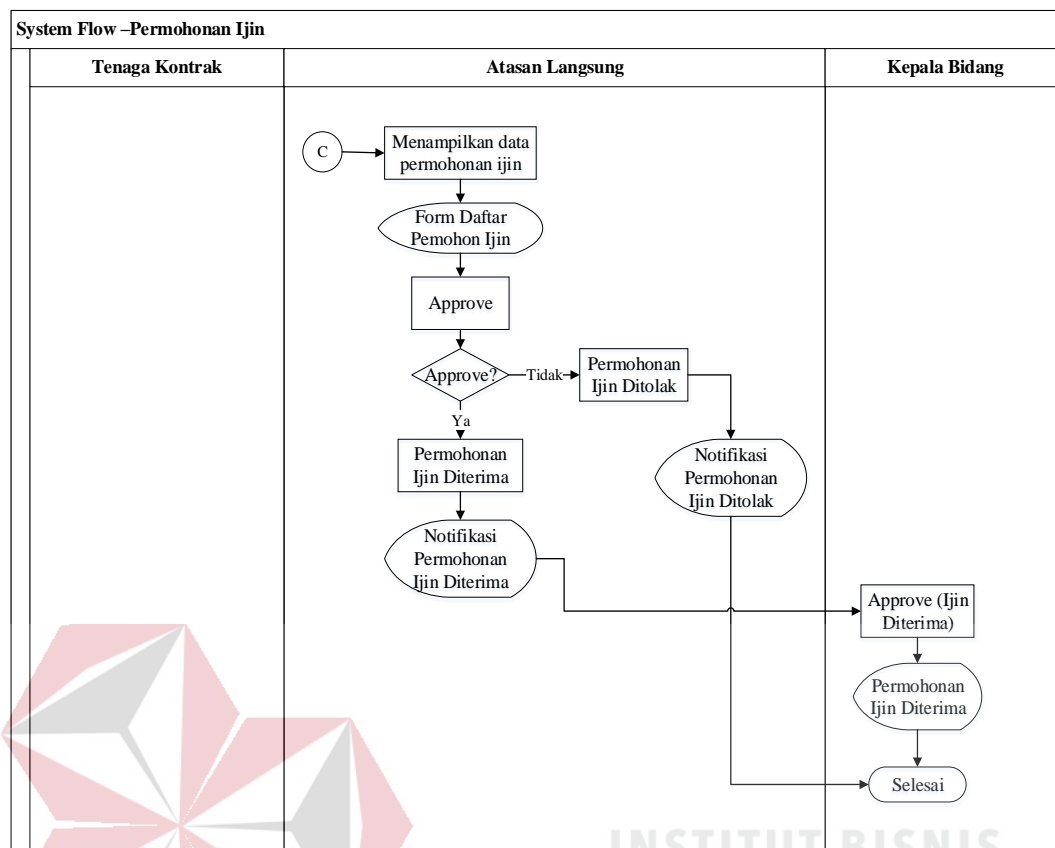 System Flow –Permohonan Ijin
Tenaga Kontrak
Atasan Langsung
Kepala Bidang
C
Menampilkan data
permohonan ijin
Form Daftar
Pemohon Ijin
Approve
Approve?
Tidak
Permohonan
Ijin Ditolak
Ya
Permohonan
Ijin Diterima
Notifikasi
Permohonan
Ijin Ditolak
Notifikasi
Permohonan
Ijin Diterima
Approve (Ijin
Diterima)
Permohonan
Ijin Diterima
Selesai
INSTITUT BISNIS